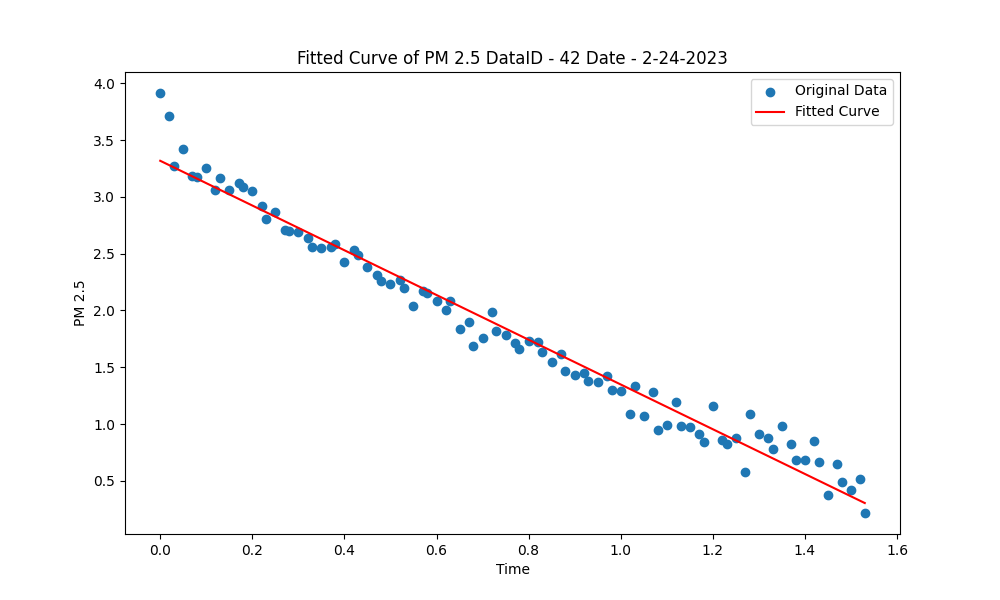 Fitted Curve of PM 2.5 DataID - 42 Date - 2-24-2023
Original Data
Fitted Curve
PM 2.5
4.0
3.5
3.0
2.5
2.0
1.5
1.0
0.5
0.0 0.2 0.4 0.6 0.8 1.0 1.2 1.4 1.6
Time